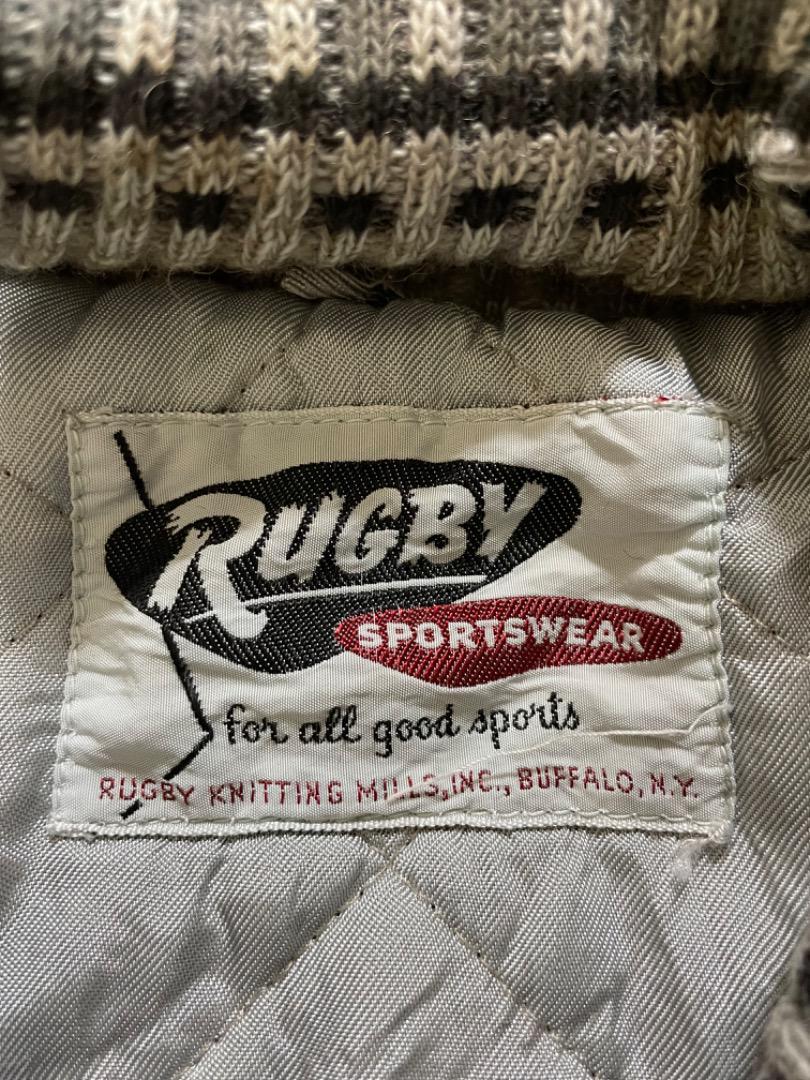 RUGBY
SPORTSWEAR
for all good sports
RUGBY KNITTING MILLS, INC., BUFFALO, N.Y.